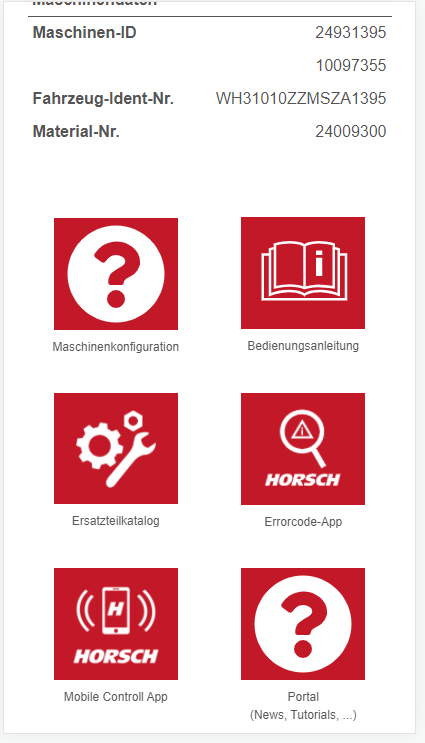 Maschinendaten
Maschinen-ID 24931395
10097355
Fahrzeug-Ident-Nr. WH31010ZZMSZA1395
Material-Nr. 24009300
?
i
Maschinenkonfiguration
Bedienungsanleitung
HORSCH
Ersatzteilkatalog
Errorcode-App
H
HORSCH
?
Mobile Controll App
Portal
(News, Tutorials, ...)